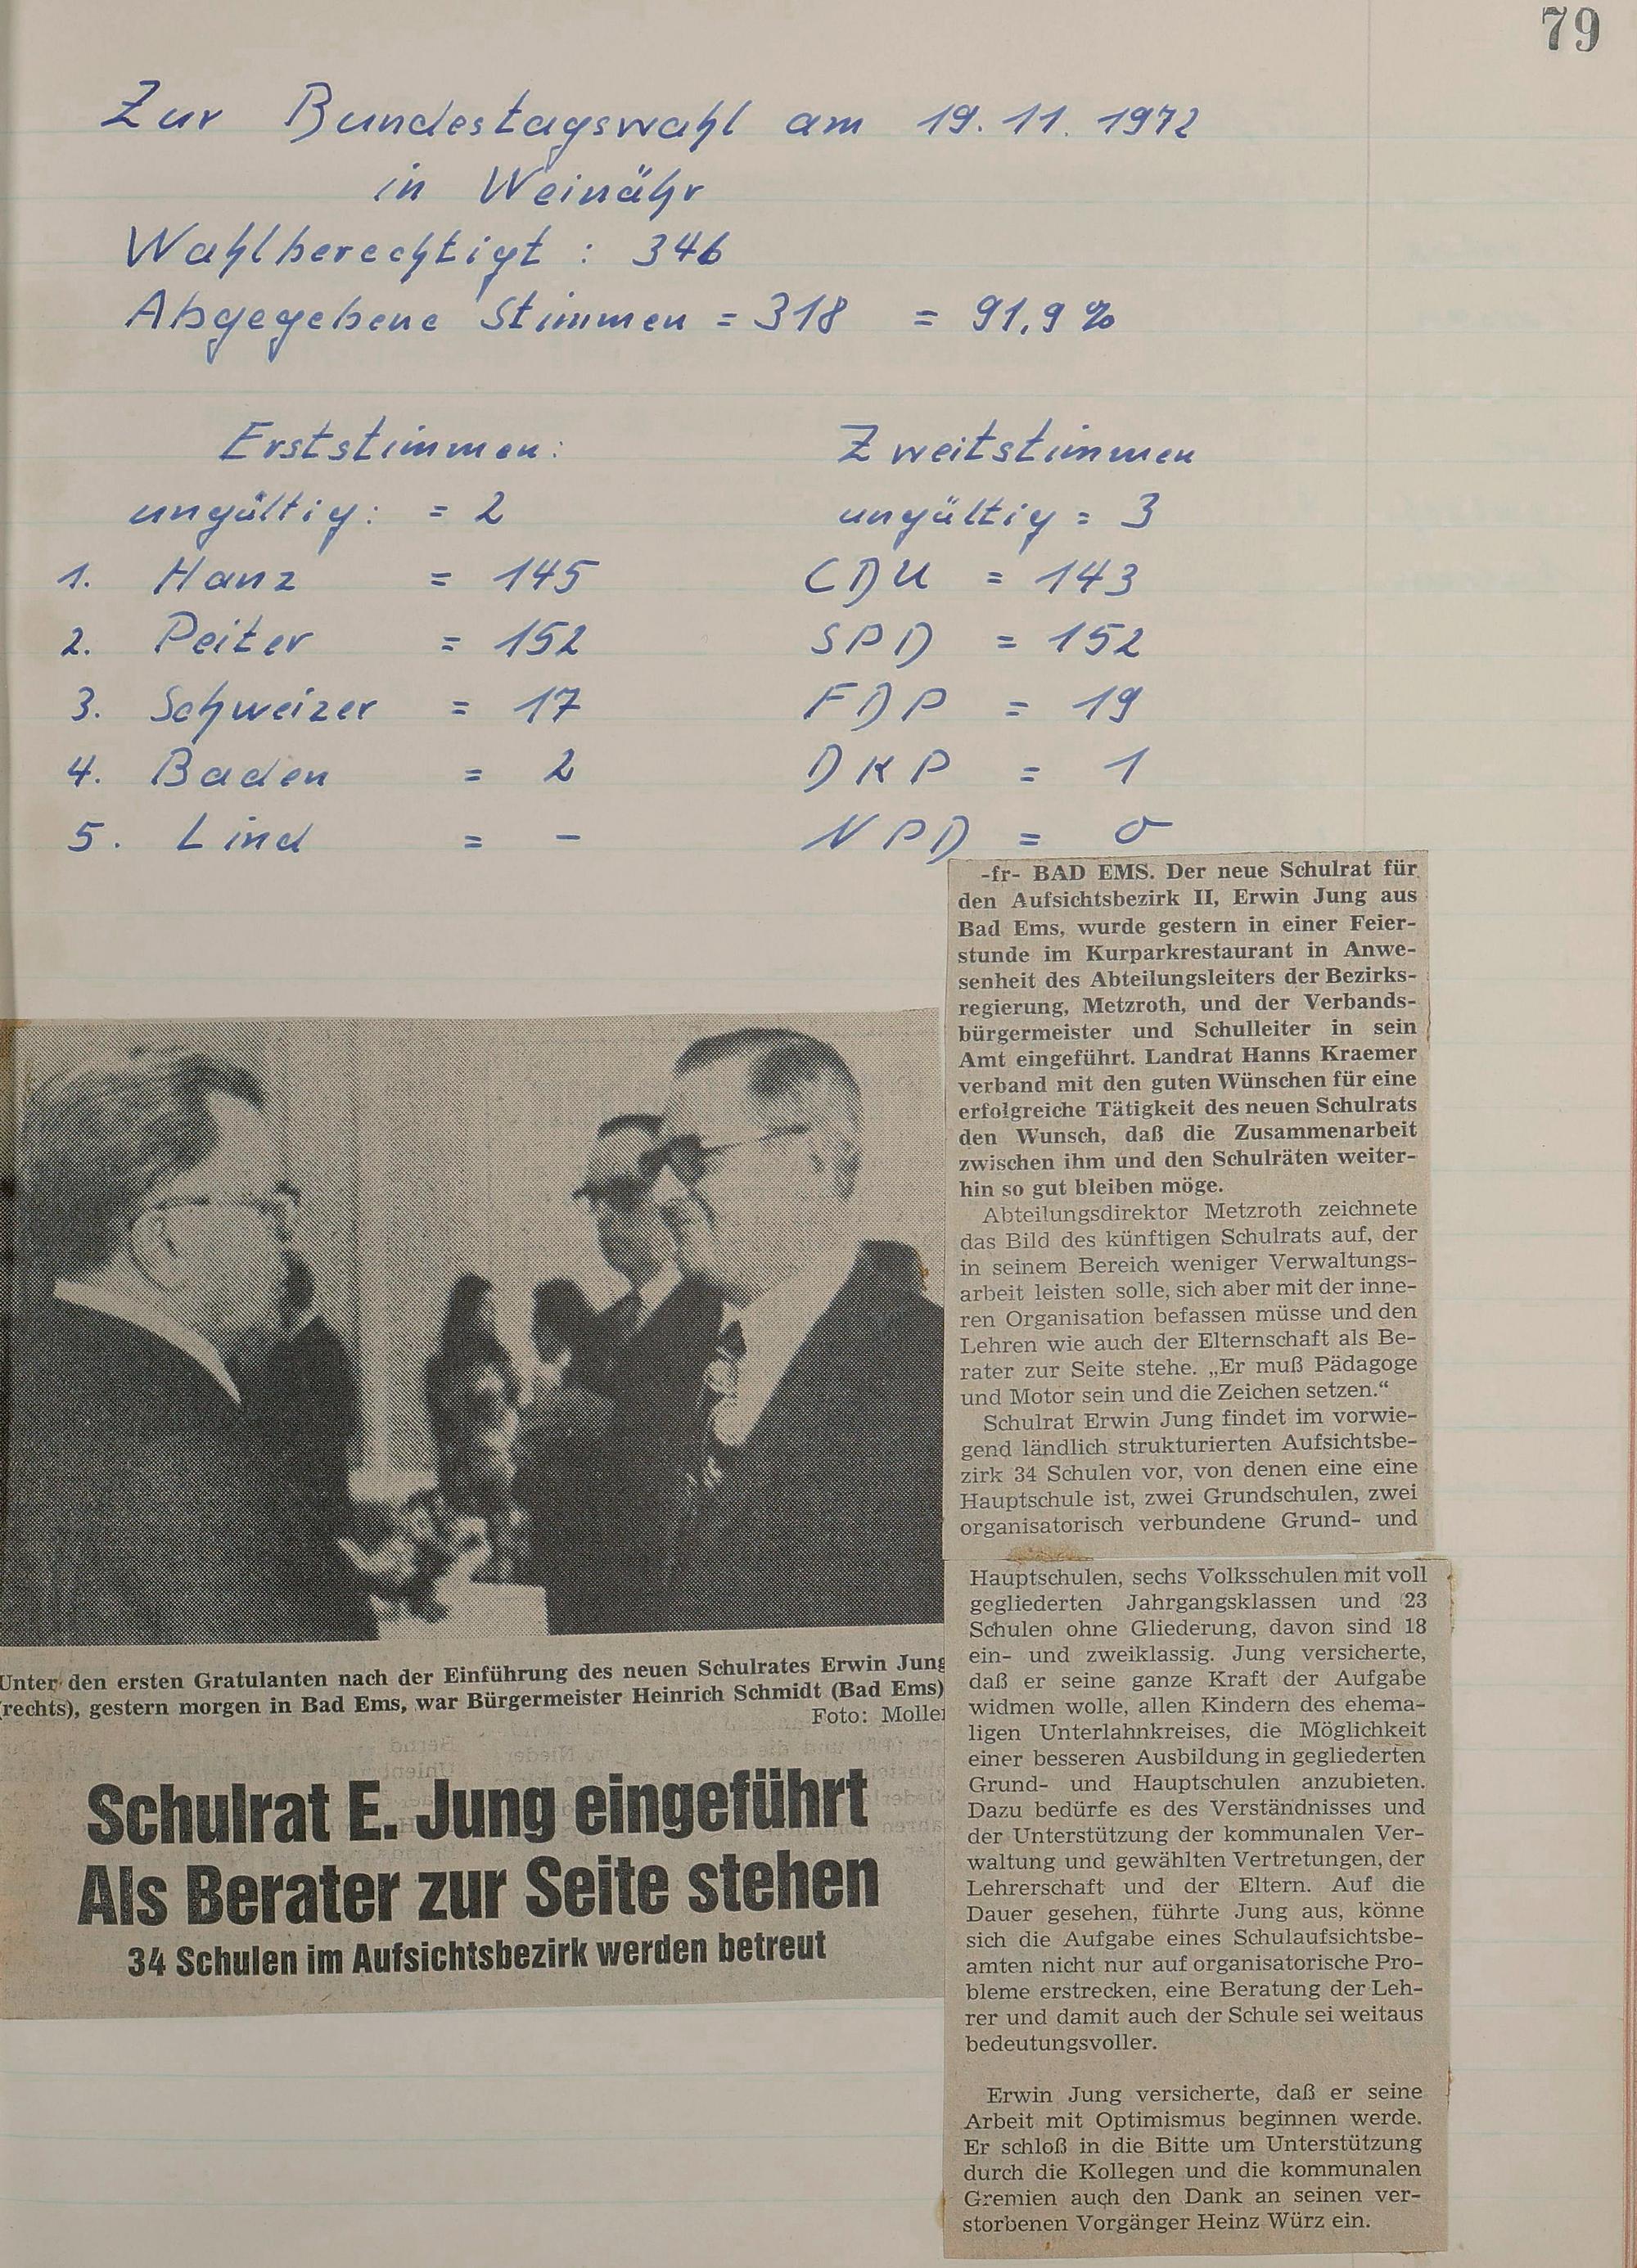 79
Zur Bundestagswahl am 19. 11. 1972
in Weinähr
Wahlberechtigt : 346
Abgegebene Stimmen = 318 = 91,9 %
Erststimmen: Zweitstimmen
ungültig: = 2 ungültig = 3
1. Hanz = 145 CDU = 143
2. Peiter = 152 SPD = 152
3. Schweizer = 17 FDP = 19
4. Baden = 2 DKP = 1
5. Lind = - NPD = 0
-fr- BAD EMS. Der neue Schulrat für
den Aufsichtsbezirk II, Erwin Jung aus
Bad Ems, wurde gestern in einer Feier-
stunde im Kurparkrestaurant in Anwe-
senheit des Abteilungsleiters der Bezirks-
regierung, Metzroth, und der Verbands-
bürgermeister und Schulleiter in sein
Amt eingeführt. Landrat Hanns Kraemer
verband mit den guten Wünschen für eine
erfolgreiche Tätigkeit des neuen Schulrats
den Wunsch, daß die Zusammenarbeit
zwischen ihm und den Schulräten weiter-
hin so gut bleiben möge.
Abteilungsdirektor Metzroth zeichnete
das Bild des künftigen Schulrats auf, der
in seinem Bereich weniger Verwaltungs-
arbeit leisten solle, sich aber mit der inne-
ren Organisation befassen müsse und den
Lehren wie auch der Elternschaft als Be-
rater zur Seite stehe. „Er muß Pädagoge
und Motor sein und die Zeichen setzen.“
Schulrat Erwin Jung findet im vorwie-
gend ländlich strukturierten Aufsichtsbe-
zirk 34 Schulen vor, von denen eine eine
Hauptschule ist, zwei Grundschulen, zwei
organisatorisch verbundene Grund- und
Hauptschulen, sechs Volksschulen mit voll
gegliederten Jahrgangsklassen und 23
Schulen ohne Gliederung, davon sind 18
ein- und zweiklassig. Jung versicherte,
daß er seine ganze Kraft der Aufgabe
widmen wolle, allen Kindern des ehema-
ligen Unterlahnkreises, die Möglichkeit
einer besseren Ausbildung in gegliederten
Grund- und Hauptschulen anzubieten.
Dazu bedürfe es des Verständnisses und
der Unterstützung der kommunalen Ver-
waltung und gewählten Vertretungen, der
Lehrerschaft und der Eltern. Auf die
Dauer gesehen, führte Jung aus, könne
sich die Aufgabe eines Schulaufsichtsbe-
amten nicht nur auf organisatorische Pro-
bleme erstrecken, eine Beratung der Leh-
rer und damit auch der Schule sei weitaus
bedeutungsvoller.
Erwin Jung versicherte, daß er seine
Arbeit mit Optimismus beginnen werde.
Er schloß in die Bitte um Unterstützung
durch die Kollegen und die kommunalen
Gremien auch den Dank an seinen ver-
storbenen Vorgänger Heinz Würz ein.
Unter den ersten Gratulanten nach der Einführung des neuen Schulrates Erwin Jung
(rechts), gestern morgen in Bad Ems, war Bürgermeister Heinrich Schmidt (Bad Ems)
Foto: Moller
Schulrat E. Jung eingeführt
Als Berater zur Seite stehen
34 Schulen im Aufsichtsbezirk werden betreut